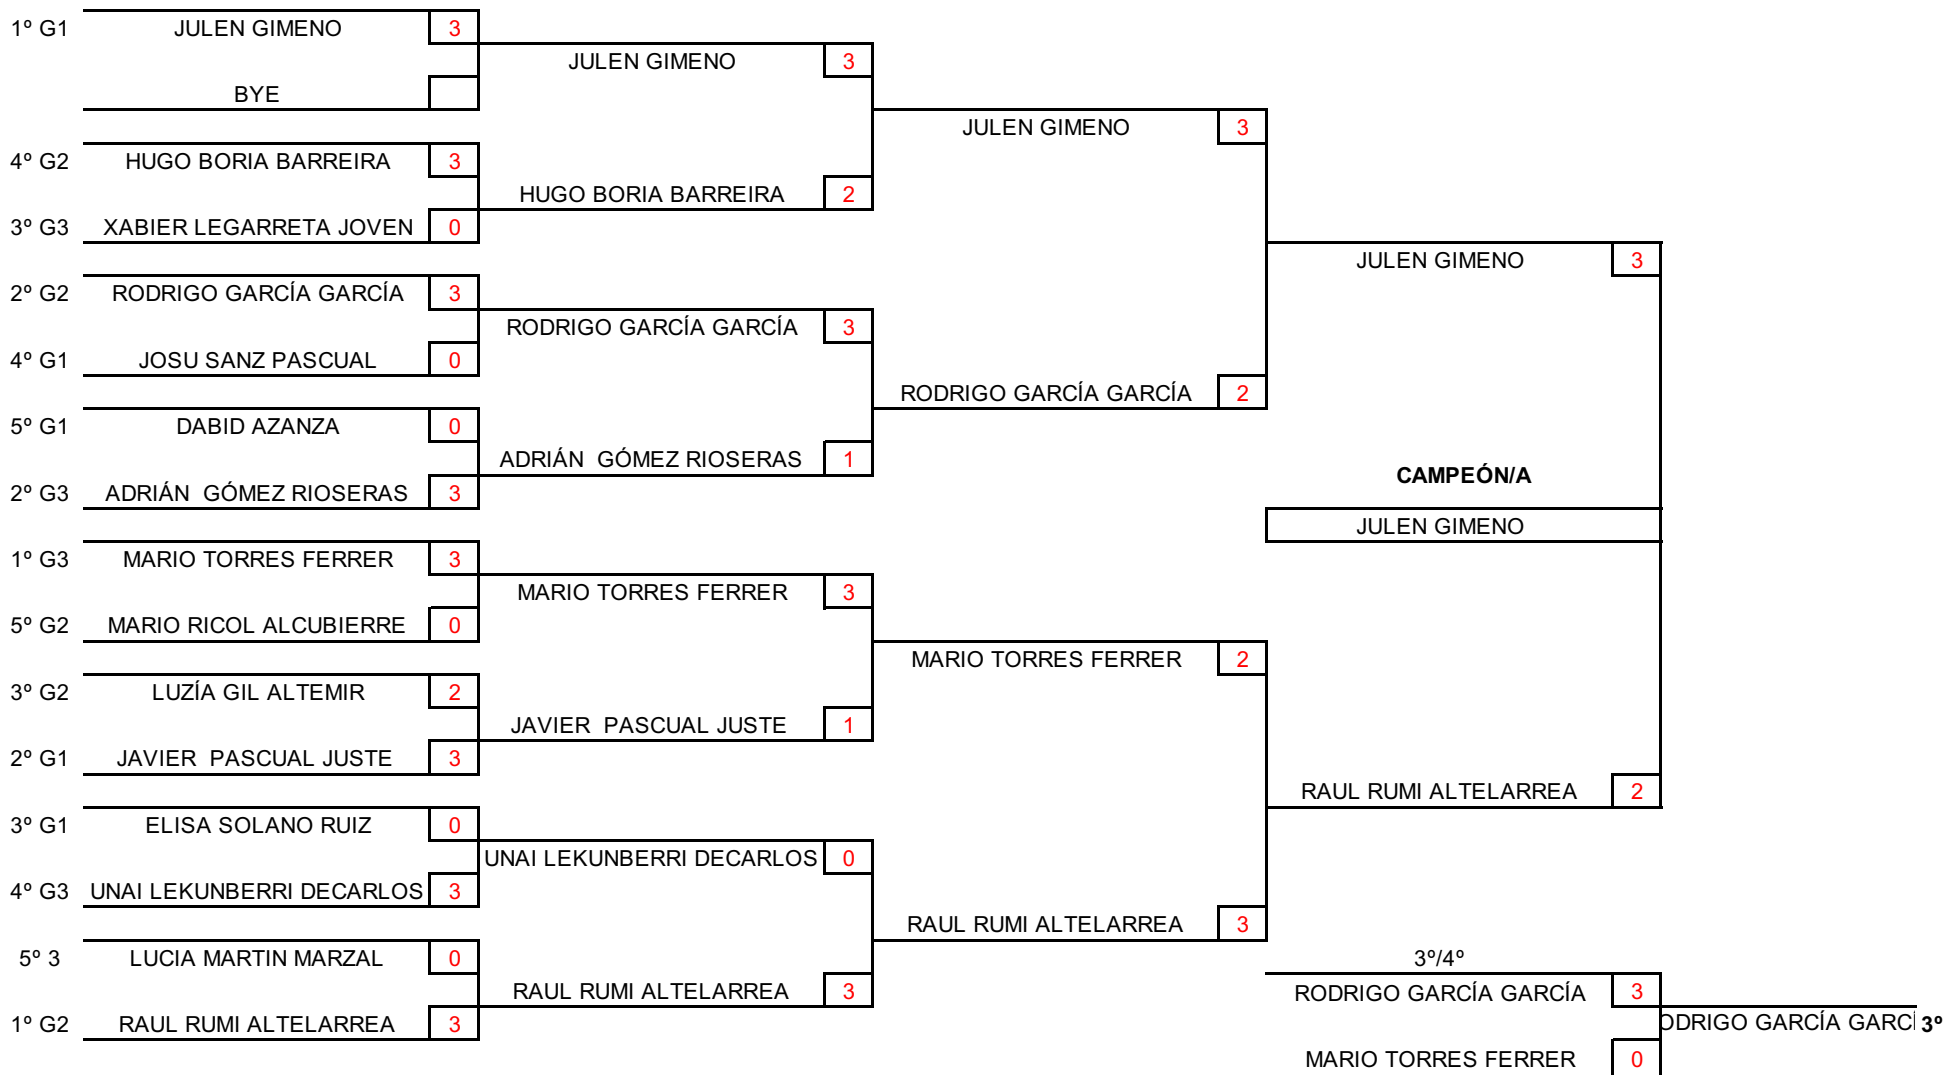 1º G1 JULEN GIMENO 3
JULEN GIMENO 3
BYE
JULEN GIMENO 3
4º G2 HUGO BORIA BARREIRA 3
HUGO BORIA BARREIRA 2
3º G3 XABIER LEGARRETA JOVEN 0
JULEN GIMENO 3
2º G2 RODRIGO GARCÍA GARCÍA 3
RODRIGO GARCÍA GARCÍA 3
4º G1 JOSU SANZ PASCUAL 0
RODRIGO GARCÍA GARCÍA 2
5º G1 DABID AZANZA 0
ADRIÁN  GÓMEZ RIOSERAS 1
CAMPEÓN/A
2º G3 ADRIÁN  GÓMEZ RIOSERAS 3
JULEN GIMENO
1º G3 MARIO TORRES FERRER 3
MARIO TORRES FERRER 3
5º G2 MARIO RICOL ALCUBIERRE 0
MARIO TORRES FERRER 2
3º G2 LUZÍA GIL ALTEMIR 2
JAVIER  PASCUAL JUSTE 1
2º G1 JAVIER  PASCUAL JUSTE 3
RAUL RUMI ALTELARREA 2
3º G1 ELISA SOLANO RUIZ 0
UNAI LEKUNBERRI DECARLOS 0
4º G3 UNAI LEKUNBERRI DECARLOS 3
RAUL RUMI ALTELARREA 3
5º 3 LUCIA MARTIN MARZAL 0
3º/4º
RAUL RUMI ALTELARREA 3
RODRIGO GARCÍA GARCÍA 3
1º G2 RAUL RUMI ALTELARREA 3
ODRIGO GARCÍA GARCÍ 3º
MARIO TORRES FERRER 0